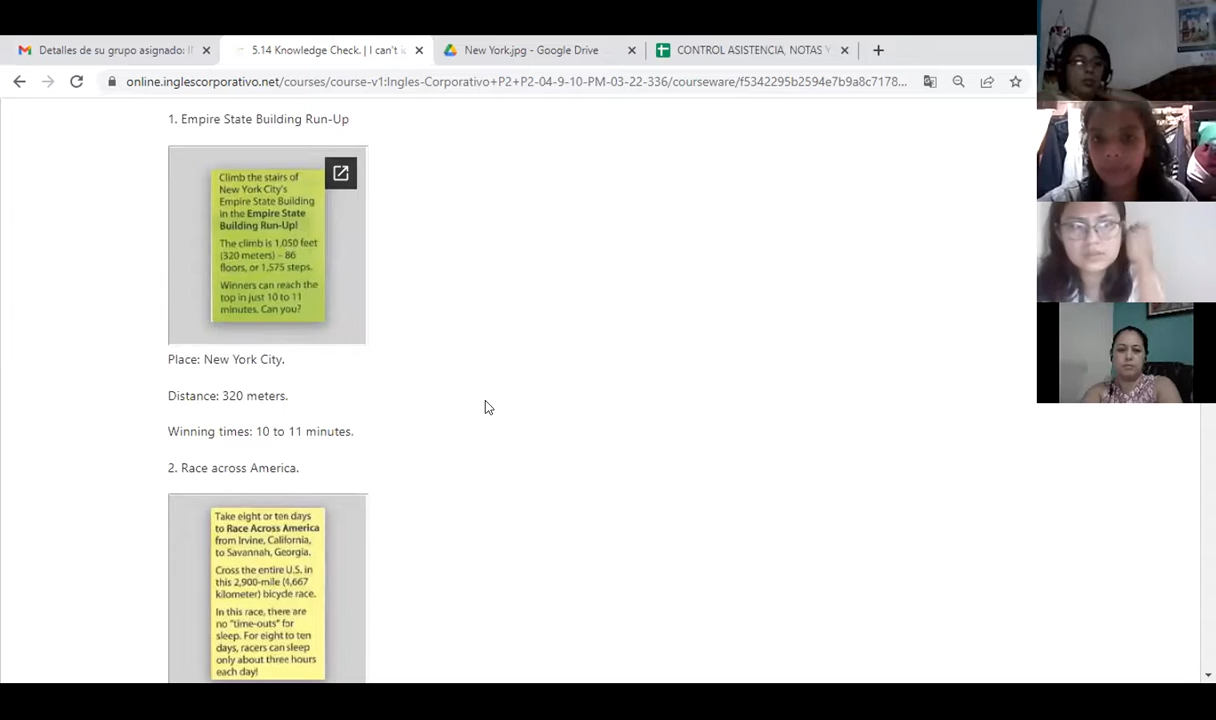 Detalles de su grupo asignado: I
5.14 Knowledge Check. | I can't
New York.jpg - Google Drive
CONTROL ASISTENCIA, NOTAS Y
online.inglescorporativo.net/courses/course-v1:Ingles-Corporativo+P2+P2-04-9-10-PM-03-22-336/courseware/f5342295b2594e7b9a8c7178...
1. Empire State Building Run-Up
Climb the stairs of
New York City's
Empire State Building
in the Empire State
Building Run-Up!
The climb is 1,050 feet
(320 meters) – 86
floors, or 1,575 steps.
Winners can reach the
top in just 10 to 11
minutes. Can you?
Place: New York City.
Distance: 320 meters.
Winning times: 10 to 11 minutes.
2. Race across America.
Take eight or ten days
to Race Across America
from Irvine, California,
to Savannah, Georgia.
Cross the entire U.S. in
this 2,900-mile (4,667
kilometer) bicycle race.
In this race, there are
no "time-outs" for
sleep. For eight to ten
days, racers can sleep
only about three hours
each day!